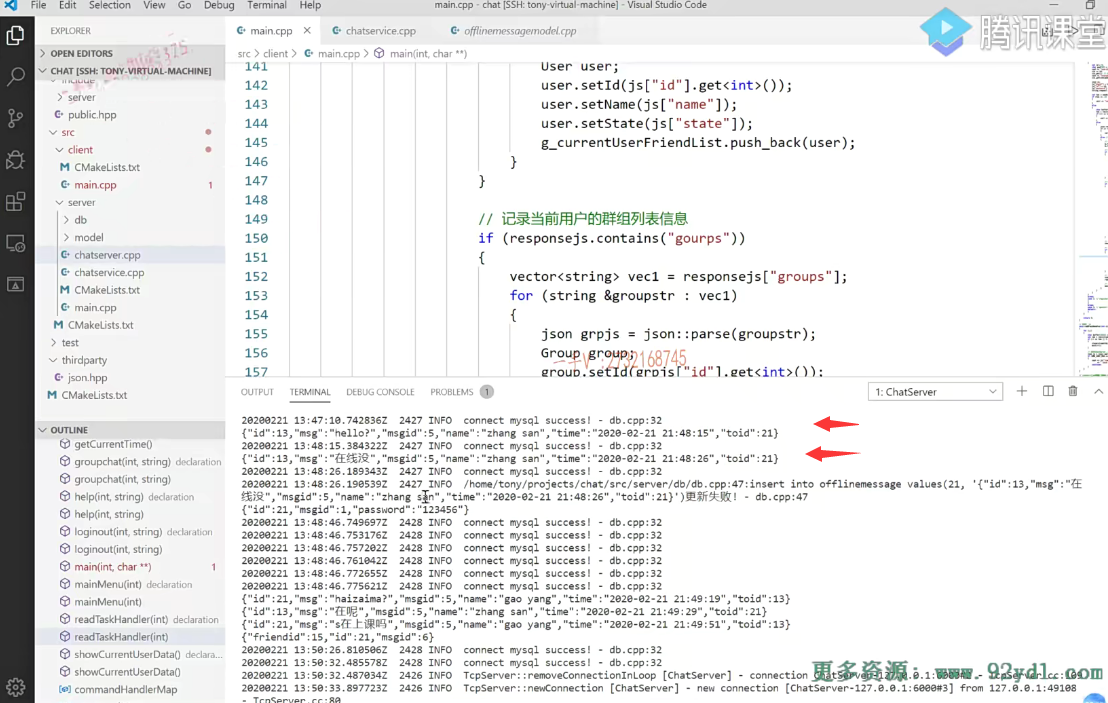 File Edit Selection View Go Debug Terminal Help main.cpp - chat [SSH: tony-virtual-machine] - Visual Studio Code
腾讯课堂
EXPLORER
OPEN EDITORS
CHAT [SSH: TONY-VIRTUAL-MACHINE]
include
server
public.hpp
src
client
CMakeLists.txt
main.cpp 1
server
db
model
chatserver.cpp
chatservice.cpp
CMakeLists.txt
main.cpp
CMakeLists.txt
test
thirdparty
json.hpp
CMakeLists.txt
OUTLINE
getCurrentTime()
groupchat(int, string) declaration
groupchat(int, string)
help(int, string) declaration
help(int, string)
loginout(int, string) declaration
loginout(int, string)
main(int, char **) 1
mainMenu(int) declaration
mainMenu(int)
readTaskHandler(int) declaration
readTaskHandler(int)
showCurrentUserData() declara...
showCurrentUserData()
commandHandlerMap
main.cpp chatservice.cpp offlinemessagemodel.cpp
src > client > main.cpp > main(int, char **)
141 User user;
142 user.setId(js["id"].get<int>());
143 user.setName(js["name"]);
144 user.setState(js["state"]);
145 g_currentUserFriendList.push_back(user);
146 }
147 }
148
149 // 记录当前用户的群组列表信息
150 if (responsejs.contains("gourps"))
151 {
152 vector<string> vec1 = responsejs["groups"];
153 for (string &groupstr : vec1)
154 {
155 json grpjs = json::parse(groupstr);
156 Group group;
157 group.setId(grpjs["id"].get<int>());
一手V:2732168745
OUTPUT TERMINAL DEBUG CONSOLE PROBLEMS 1 1: ChatServer
20200221 13:47:10.742836Z 2427 INFO connect mysql success! - db.cpp:32
{"id":13,"msg":"hello?","msgid":5,"name":"zhang san","time":"2020-02-21 21:48:15","toid":21}
20200221 13:48:15.384322Z 2427 INFO connect mysql success! - db.cpp:32
{"id":13,"msg":"在线没","msgid":5,"name":"zhang san","time":"2020-02-21 21:48:26","toid":21}
20200221 13:48:26.189343Z 2427 INFO connect mysql success! - db.cpp:32
20200221 13:48:26.190539Z 2427 INFO /home/tony/projects/chat/src/server/db/db.cpp:47:insert into offlinemessage values(21, '{"id":13,"msg":"在
线没","msgid":5,"name":"zhang san","time":"2020-02-21 21:48:26","toid":21}')更新失败! - db.cpp:47
{"id":21,"msgid":1,"password":"123456"}
20200221 13:48:46.749697Z 2428 INFO connect mysql success! - db.cpp:32
20200221 13:48:46.753176Z 2428 INFO connect mysql success! - db.cpp:32
20200221 13:48:46.757202Z 2428 INFO connect mysql success! - db.cpp:32
20200221 13:48:46.761042Z 2428 INFO connect mysql success! - db.cpp:32
20200221 13:48:46.772655Z 2428 INFO connect mysql success! - db.cpp:32
20200221 13:48:46.775621Z 2428 INFO connect mysql success! - db.cpp:32
{"id":21,"msg":"haizaima?","msgid":5,"name":"gao yang","time":"2020-02-21 21:49:19","toid":13}
{"id":13,"msg":"在呢","msgid":5,"name":"zhang san","time":"2020-02-21 21:49:29","toid":21}
{"id":21,"msg":"s在上课吗","msgid":5,"name":"gao yang","time":"2020-02-21 21:49:51","toid":13}
{"friendid":15,"id":21,"msgid":6}
20200221 13:50:26.810506Z 2428 INFO connect mysql success! - db.cpp:32
20200221 13:50:32.485578Z 2428 INFO connect mysql success! - db.cpp:32
20200221 13:50:32.487034Z 2426 INFO TcpServer::removeConnectionInLoop [ChatServer] - connection
20200221 13:50:33.897723Z 2426 INFO TcpServer::newConnection [ChatServer] - new connection [ChatServer-127.0.0.1:6000#3] from 127.0.0.1:49108
- TcpServer.cc:80
更多资源: www.92ydl.com